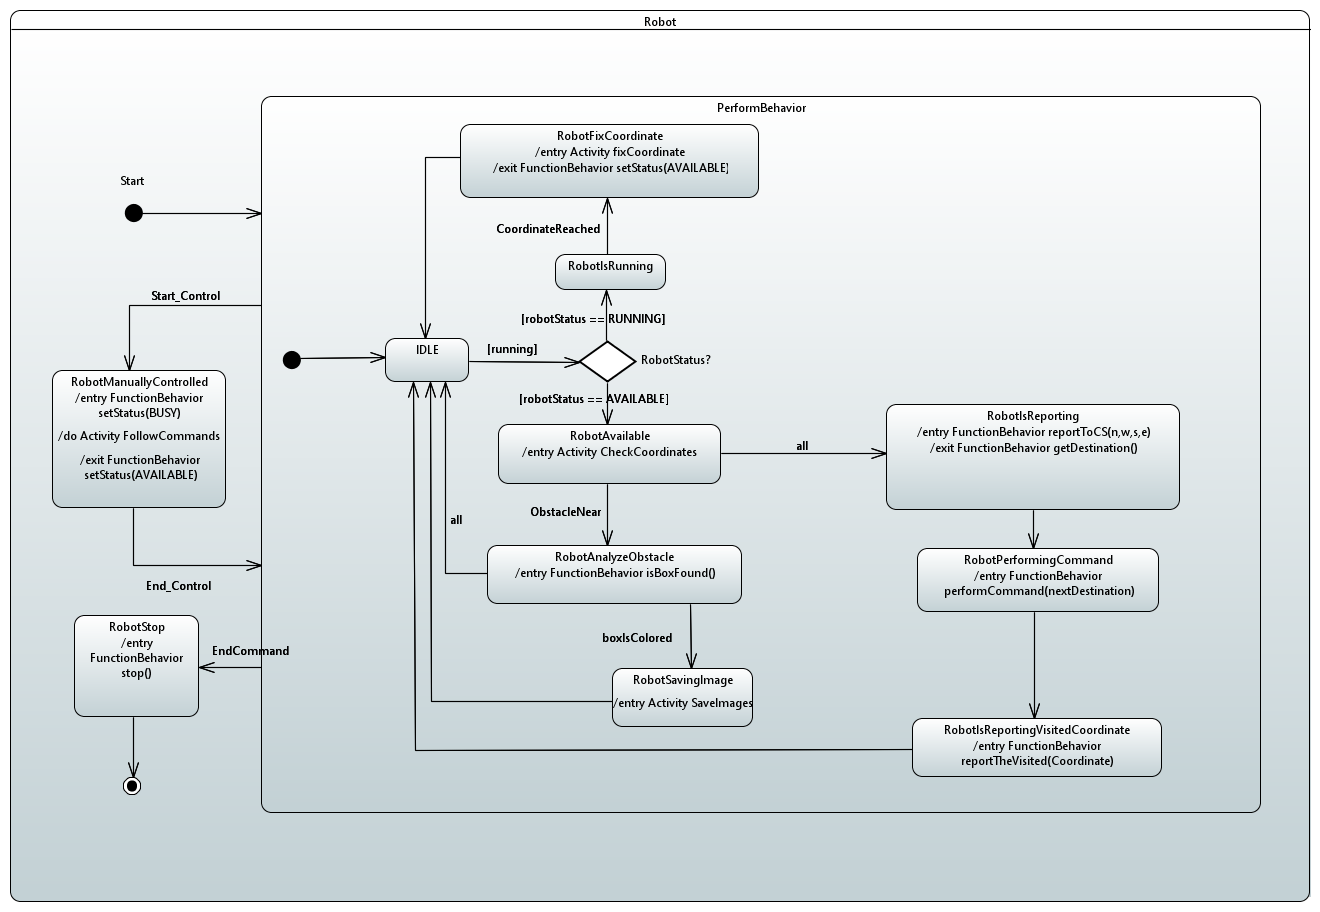 Robot
PerformBehavior
RobotFixCoordinate
/entry Activity fixCoordinate
/exit FunctionBehavior setStatus(AVAILABLE]
Start
CoordinateReached
RobotIsRunning
Start_Control
[robotStatus == RUNNING]
IDLE
[running]
RobotStatus?
RobotManuallyControlled
/entry FunctionBehavior
setStatus(BUSY)
/do Activity FollowCommands
/exit FunctionBehavior
setStatus(AVAILABLE)
[robotStatus == AVAILABLE]
RobotAvailable
/entry Activity CheckCoordinates
all
RobotIsReporting
/entry FunctionBehavior reportToCS(n,w,s,e)
/exit FunctionBehavior getDestination()
ObstacleNear
all
RobotAnalyzeObstacle
/entry FunctionBehavior isBoxFound()
RobotPerformingCommand
/entry FunctionBehavior
performCommand(nextDestination)
End_Control
RobotStop
/entry
FunctionBehavior
stop()
EndCommand
boxIsColored
RobotSavingImage
/entry Activity SaveImages
RobotIsReportingVisitedCoordinate
/entry FunctionBehavior
reportTheVisited(Coordinate)